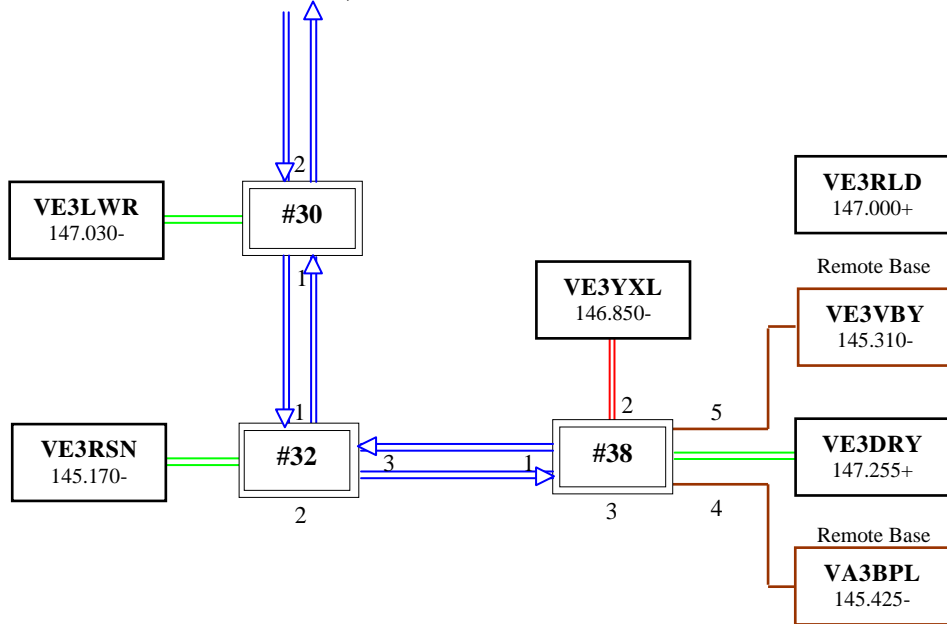 2
VE3LWR
147.030-
#30
VE3RLD
147.000+
1
Remote Base
VE3YXL
146.850-
VE3VBY
145.310-
1
2
5
VE3RSN
145.170-
#32
3
1
#38
VE3DRY
147.255+
2
3
4
Remote Base
VA3BPL
145.425-